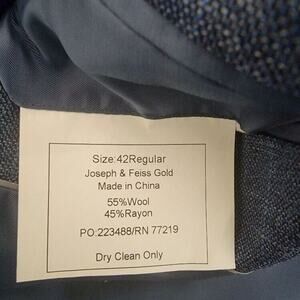 Size:42Regular
Joseph & Feiss Gold
Made in China
55%Wool
45%Rayon
PO:223488/RN 77219
Dry Clean Only